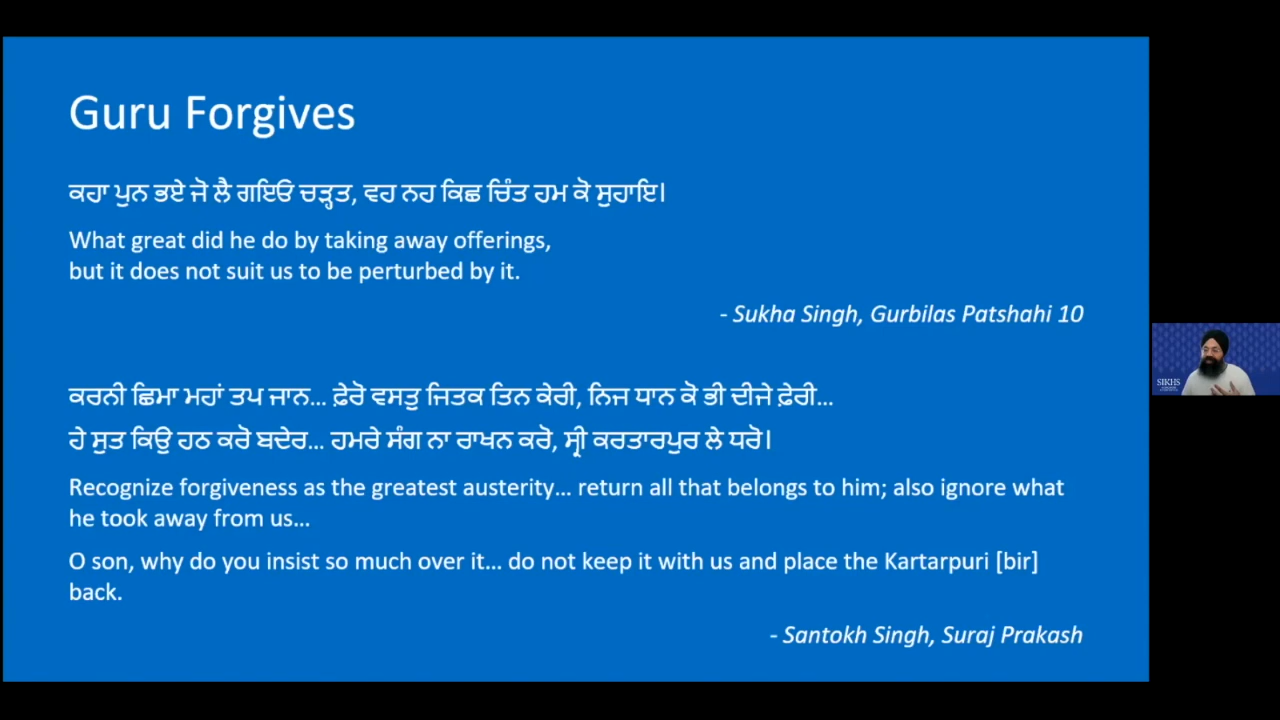 Guru Forgives
ਕਹਾ ਪੁਨ ਭਏ ਜੋ ਲੈ ਗਇਓ ਚੜ੍ਹਤ, ਵਹ ਨਹ ਕਿਛ ਚਿੰਤ ਹਮ ਕੋ ਸੁਹਾਇ।
What great did he do by taking away offerings,
but it does not suit us to be perturbed by it.
- Sukha Singh, Gurbilas Patshahi 10
ਕਰਨੀ ਛਿਮਾ ਮਹਾਂ ਤਪ ਜਾਨ... ਫ਼ੇਰੋ ਵਸਤੁ ਜਿਤਕ ਤਿਨ ਕੇਰੀ, ਨਿਜ ਧਾਨ ਕੋ ਭੀ ਦੀਜੇ ਫ਼ੇਰੀ...
ਹੇ ਸੁਤ ਕਿਉ ਹਠ ਕਰੋ ਬਦੇਰ... ਹਮਰੇ ਸੰਗ ਨਾ ਰਾਖਨ ਕਰੋ, ਸ੍ਰੀ ਕਰਤਾਰਪੁਰ ਲੇ ਧਰੋ।
Recognize forgiveness as the greatest austerity... return all that belongs to him; also ignore what
he took away from us...
O son, why do you insist so much over it... do not keep it with us and place the Kartarpuri [bir]
back.
- Santokh Singh, Suraj Prakash
SIKHS